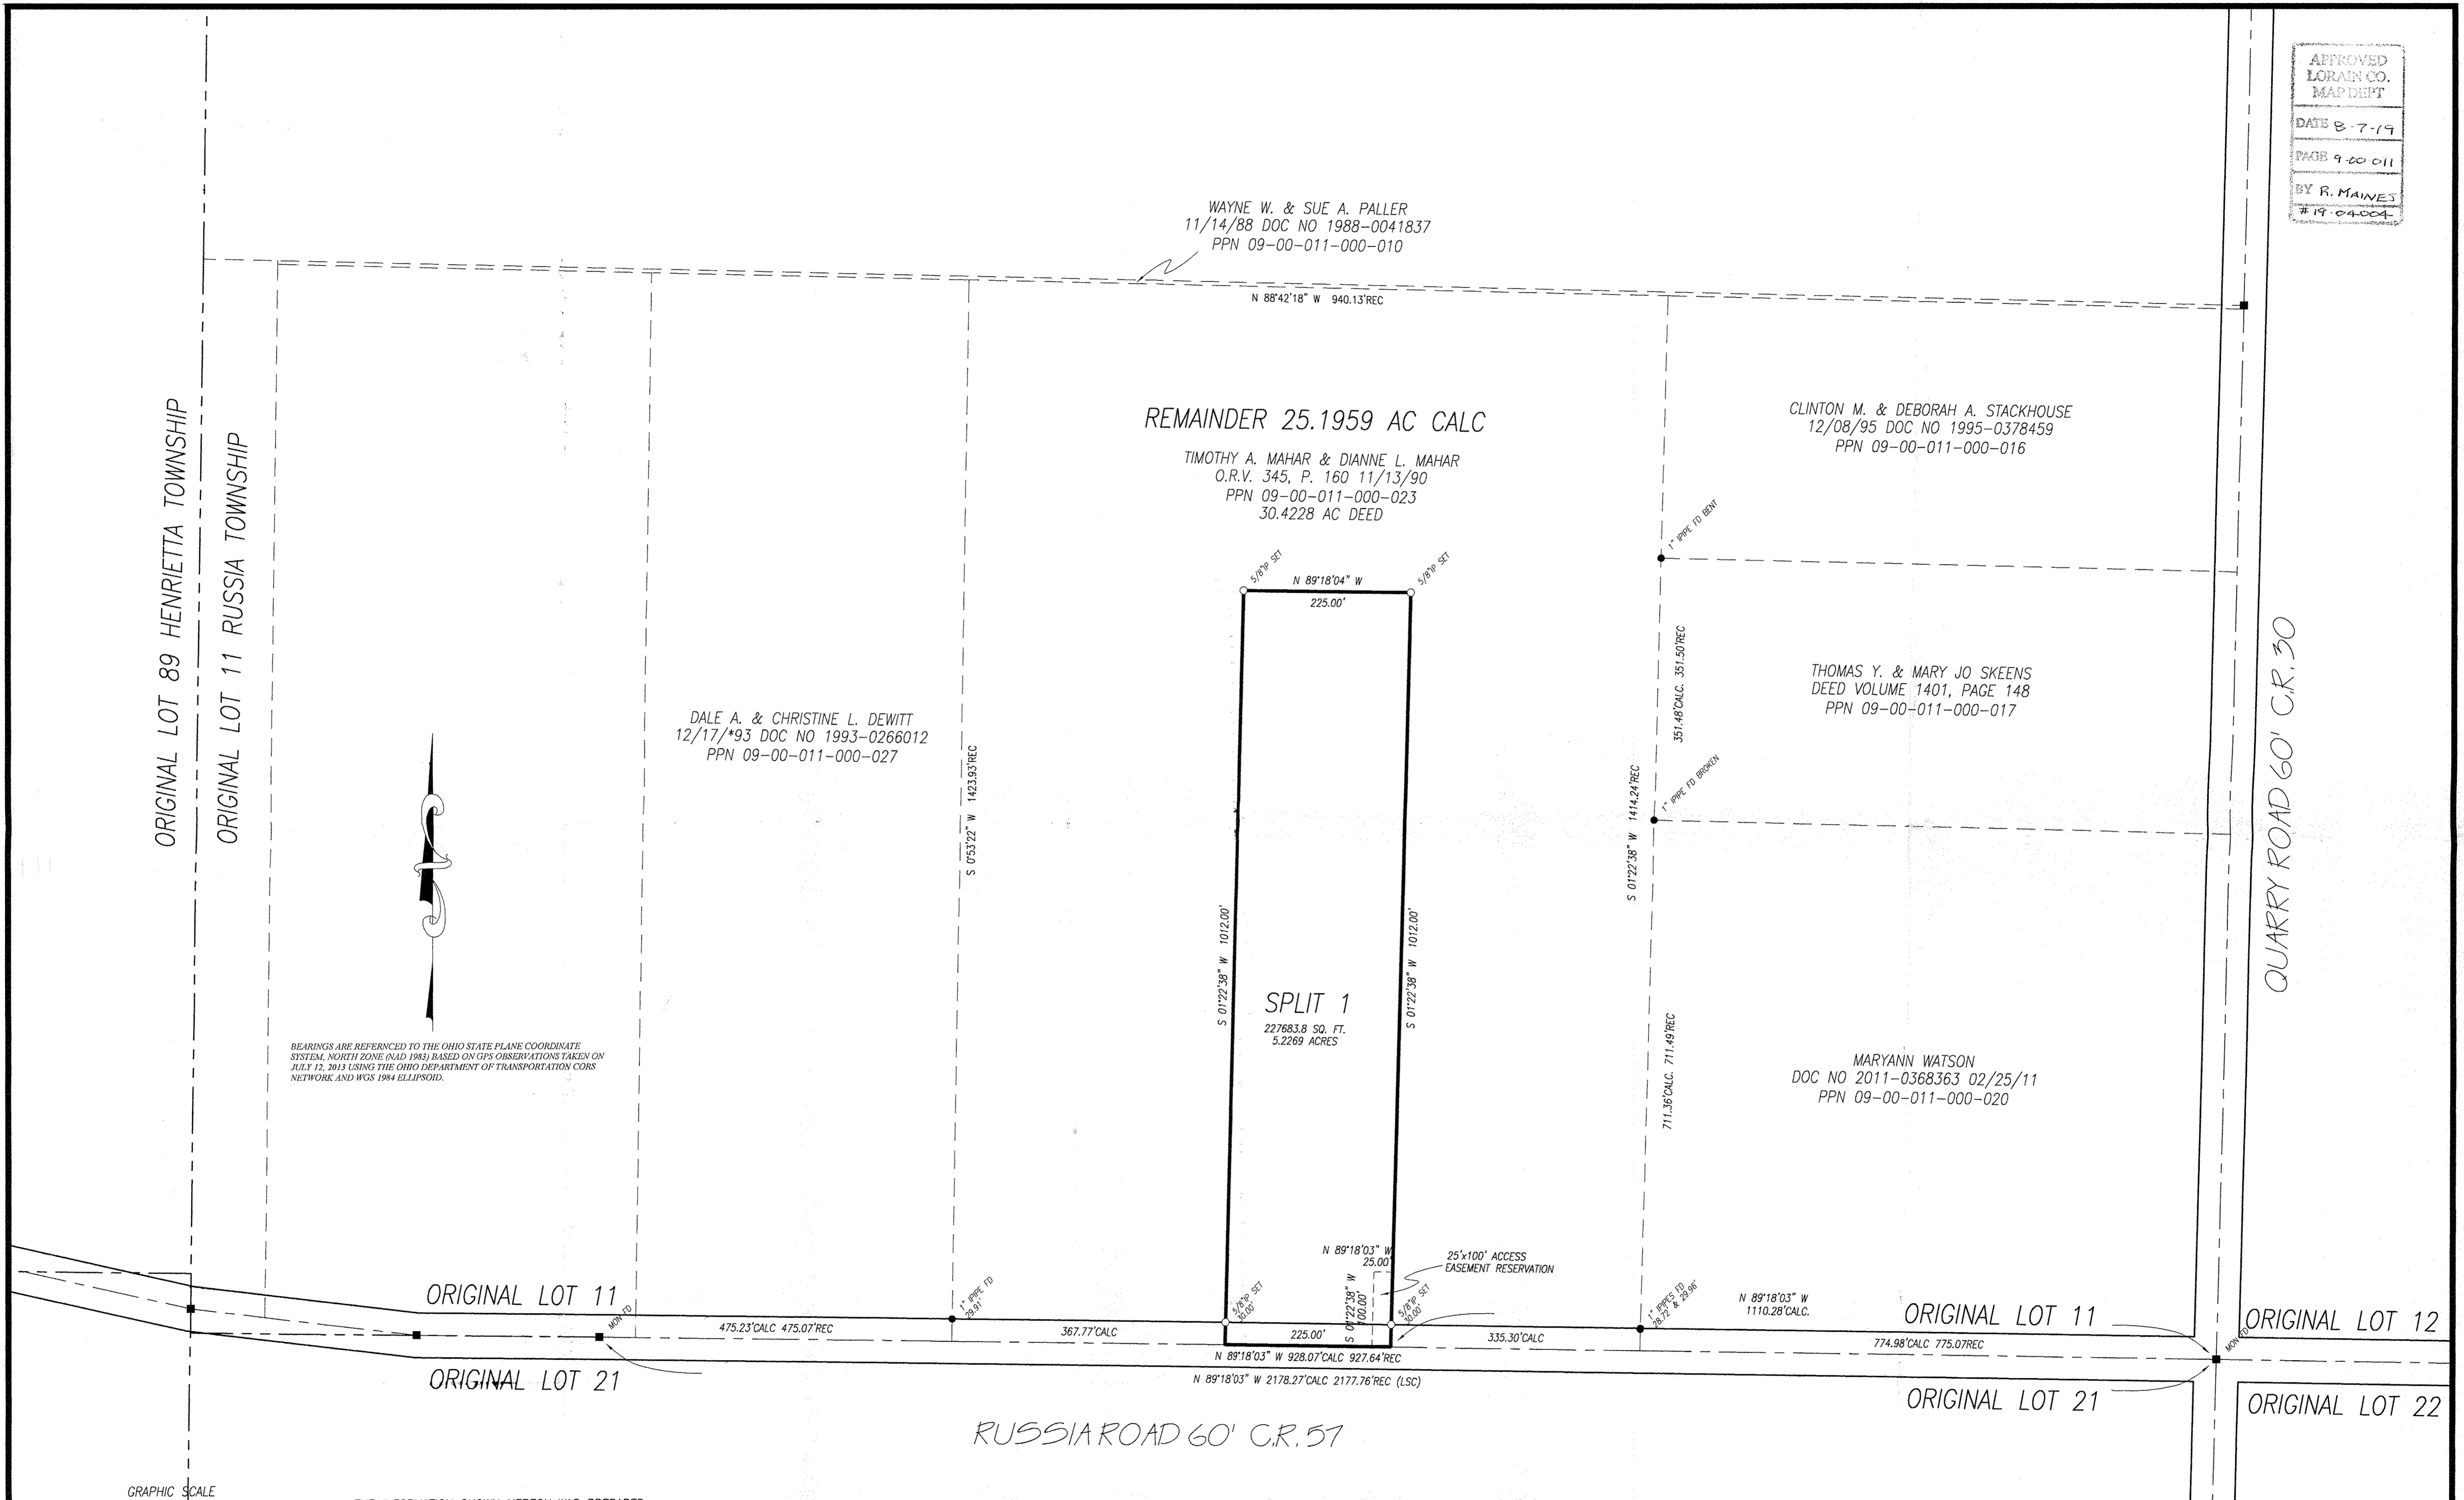 APPROVED
LORAIN CO.
MAP DEPT
DATE 8-7-19
PAGE 9-00-011
BY R. MAINES
#19-04004
WAYNE W. & SUE A. PALLER
11/14/88 DOC NO 1988-0041837
PPN 09-00-011-000-010
N 88°42'18" W 940.13'REC
REMAINDER 25.1959 AC CALC
TIMOTHY A. MAHAR & DIANNE L. MAHAR
O.R.V. 345, P. 160 11/13/90
PPN 09-00-011-000-023
30.4228 AC DEED
CLINTON M. & DEBORAH A. STACKHOUSE
12/08/95 DOC NO 1995-0378459
PPN 09-00-011-000-016
ORIGINAL LOT 89 HENRIETTA TOWNSHIP
ORIGINAL LOT 11 RUSSIA TOWNSHIP
1" IPIPE FD BENT
5/8"IP SET
N 89°18'04" W
225.00'
5/8"IP SET
351.48'CALC. 351.50'REC
THOMAS Y. & MARY JO SKEENS
DEED VOLUME 1401, PAGE 148
PPN 09-00-011-000-017
QUARRY ROAD 60' C.R. 30
DALE A. & CHRISTINE L. DEWITT
12/17/*93 DOC NO 1993-0266012
PPN 09-00-011-000-027
S 0°53'22" W 1423.93'REC
1" IPIPE FD BROKEN
S 01°22'38" W 1414.24'REC
S 01°22'38" W 1012.00'
S 01°22'38" W 1012.00'
SPLIT 1
227683.8 SQ. FT.
5.2269 ACRES
711.36'CALC. 711.49'REC
BEARINGS ARE REFERNCED TO THE OHIO STATE PLANE COORDINATE
SYSTEM, NORTH ZONE (NAD 1983) BASED ON GPS OBSERVATIONS TAKEN ON
JULY 12, 2013 USING THE OHIO DEPARTMENT OF TRANSPORTATION CORS
NETWORK AND WGS 1984 ELLIPSOID.
MARYANN WATSON
DOC NO 2011-0368363 02/25/11
PPN 09-00-011-000-020
N 89°18'03" W
25.00'
25'x100' ACCESS
EASEMENT RESERVATION
S 01°22'38" W
100.00'
ORIGINAL LOT 11
MON FD
1" IPIPE FD
29.91'
5/8"IP SET
30.00'
5/8"IP SET
30.00'
1" IPIPES FD
28.72' & 29.96'
N 89°18'03" W
1110.28'CALC.
ORIGINAL LOT 11
ORIGINAL LOT 12
475.23'CALC 475.07'REC
367.77'CALC
225.00'
335.30'CALC
774.98'CALC 775.07REC
MON FD
N 89°18'03" W 928.07'CALC 927.64'REC
N 89°18'03" W 2178.27'CALC 2177.76'REC (LSC)
ORIGINAL LOT 21
ORIGINAL LOT 21
ORIGINAL LOT 22
RUSSIA ROAD 60' C.R. 57
GRAPHIC SCALE